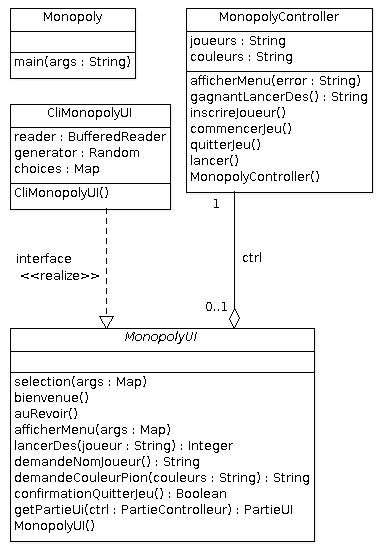 Monopoly
main(args : String)
MonopolyController
joueurs : String
couleurs : String
afficherMenu(error : String)
gagnantLancerDes() : String
inscrireJoueur()
commencerJeu()
quitterJeu()
lancer()
MonopolyController()
CliMonopolyUI
reader : BufferedReader
generator : Random
choices : Map
CliMonopolyUI()
1
interface
<<realize>>
ctrl
0..1
MonopolyUI
selection(args : Map)
bienvenue()
auRevoir()
afficherMenu(args : Map)
lancerDes(joueur : String) : Integer
demandeNomJoueur() : String
demandeCouleurPion(couleurs : String) : String
confirmationQuitterJeu() : Boolean
getPartieUi(ctrl : PartieControlleur) : PartieUI
MonopolyUI()